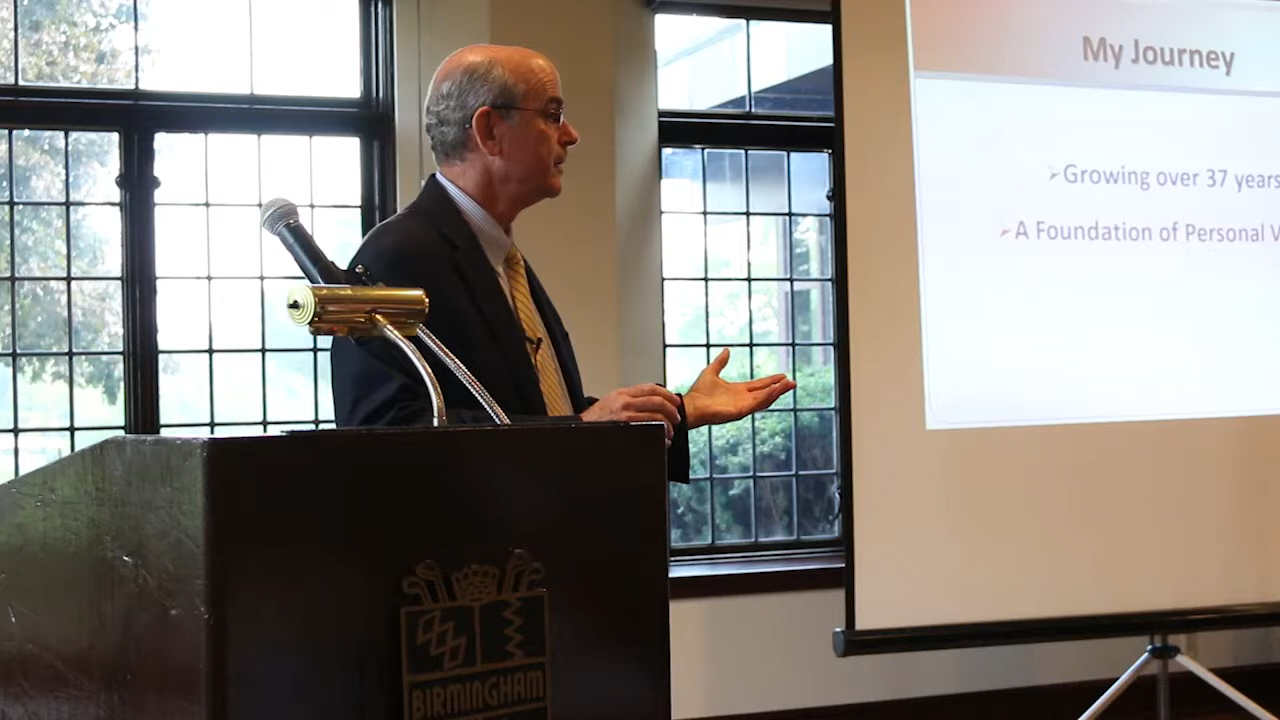 My Journey
➢Growing over 37 years
➢A Foundation of Personal V
BIRMINGHAM